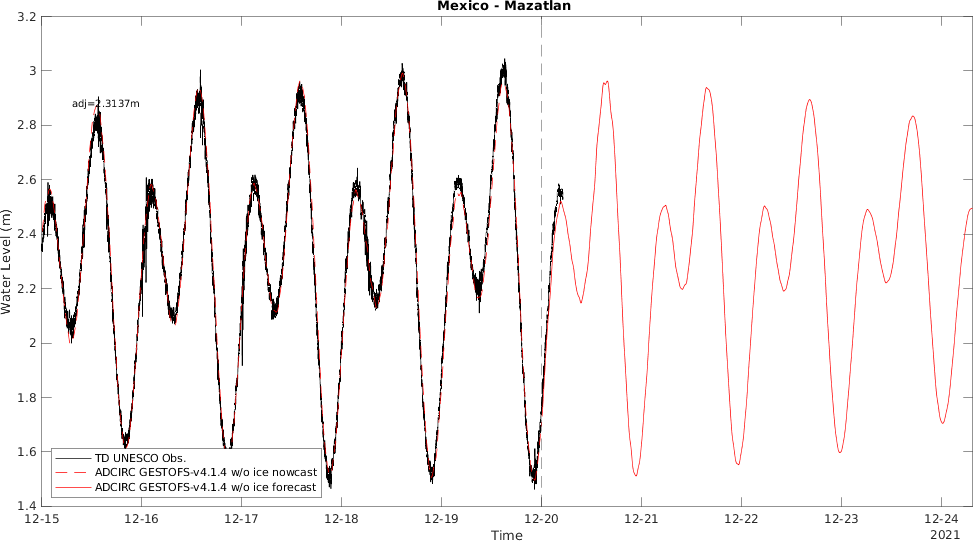 Mexico - Mazatlan
3.2
3
2.8
2.6
2.4
2.2
2
1.8
1.6
1.4
Water Level (m)
adj=2.3137m
TD UNESCO Obs.
ADCIRC GESTOFS-v4.1.4 w/o ice nowcast
ADCIRC GESTOFS-v4.1.4 w/o ice forecast
12-15 12-16 12-17 12-18 12-19 12-20 12-21 12-22 12-23 12-24
2021
Time